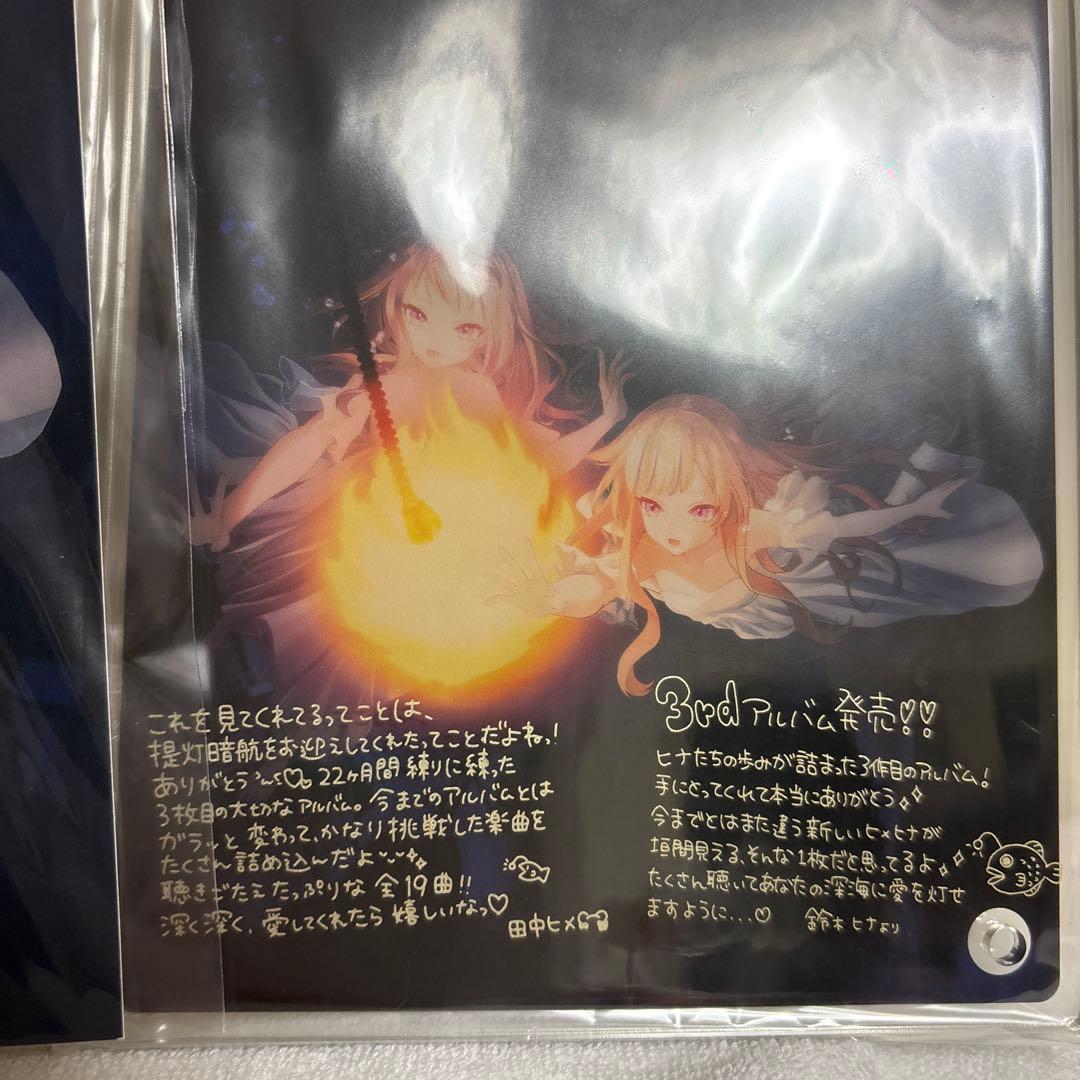 これを見てくれてるってことは、
提灯暗航をお迎えしてくれたってことだよねっ!
ありがとう♡ 22ヶ月間練りに練った
3枚目の大切なアルバム。今までのアルバムとは
ガラッと変わって、かなり挑戦した楽曲を
たくさん詰め込んだよ
聴きごたえたっぷりな全19曲!!
深く深く、愛してくれたら嬉しいなっ♡
田中ヒメ
3rdアルバム発売!!
ヒナたちの歩みが詰まった3作目のアルバム!
手にとってくれて本当にありがとう
今までとはまた違う新しいヒメヒナが
垣間見える、そんな1枚だと思ってるよ
たくさん聴いてあなたの深海に愛を灯せ
ますように...♡
鈴木ヒナより